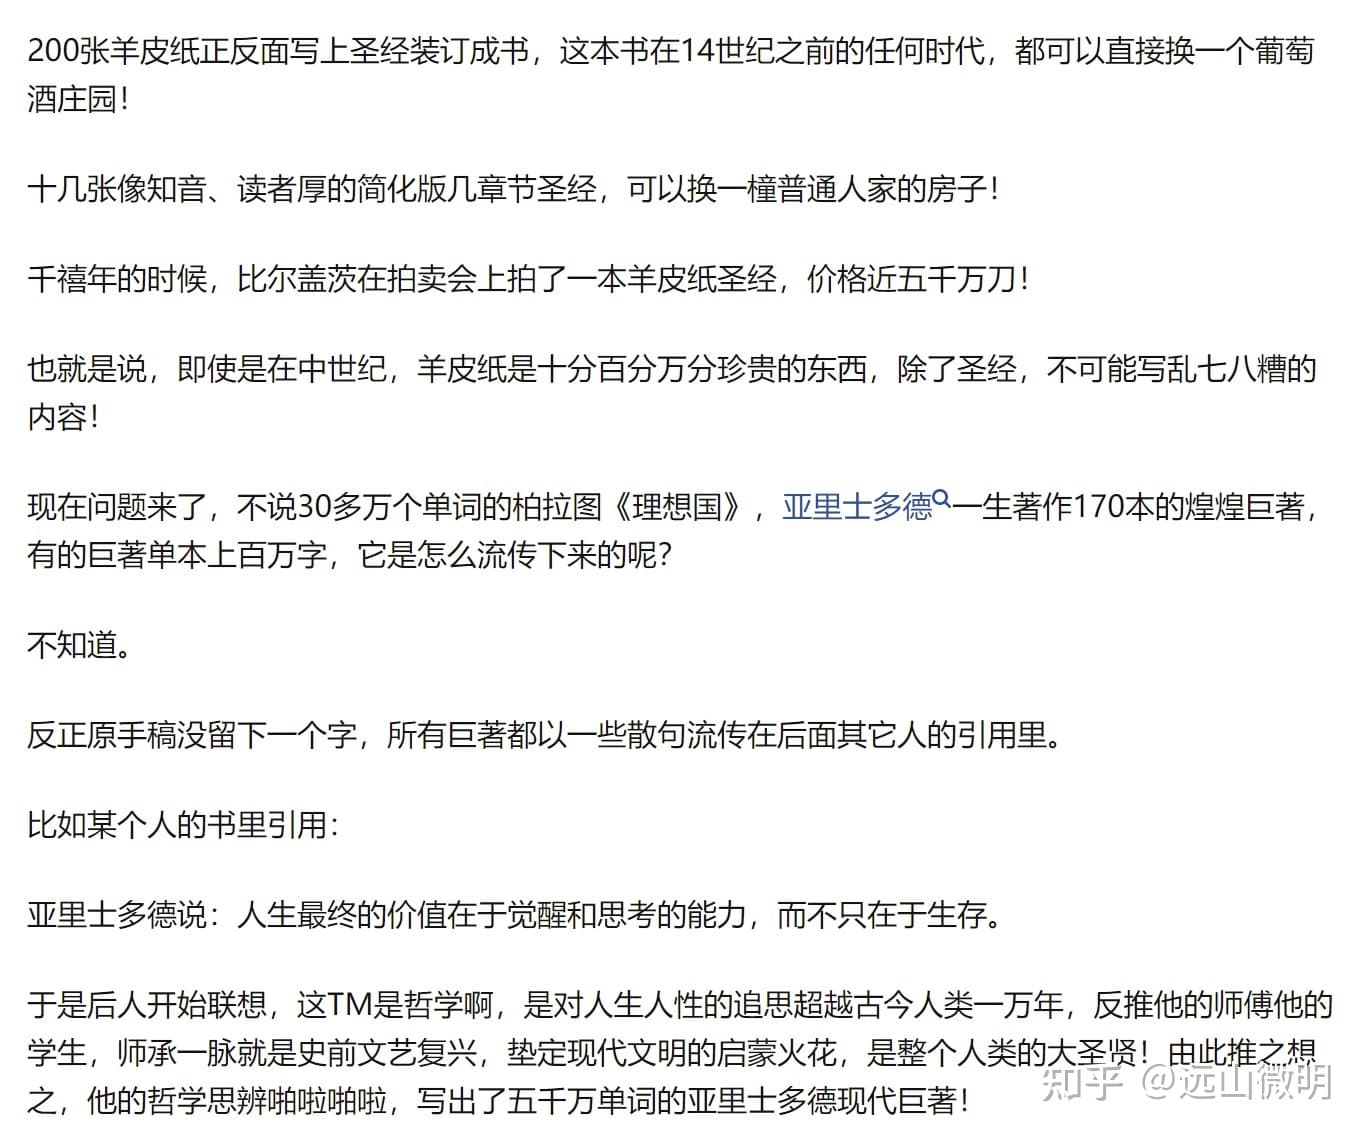 200张羊皮纸正反面写上圣经装订成书，这本书在14世纪之前的任何时代，都可以直接换一个葡萄
酒庄园！
十几张像知音、读者厚的简化版几章节圣经，可以换一橦普通人家的房子！
千禧年的时候，比尔盖茨在拍卖会上拍了一本羊皮纸圣经，价格近五千万刀！
也就是说，即使是在中世纪，羊皮纸是十分百分万分珍贵的东西，除了圣经，不可能写乱七八糟的
内容！
现在问题来了，不说30多万个单词的柏拉图《理想国》，亚里士多德一生著作170本的煌煌巨著，
有的巨著单本上百万字，它是怎么流传下来的呢？
不知道。
反正原手稿没留下一个字，所有巨著都以一些散句流传在后面其它人的引用里。
比如某个人的书里引用：
亚里士多德说：人生最终的价值在于觉醒和思考的能力，而不只在于生存。
于是后人开始联想，这TM是哲学啊，是对人生人性的追思超越古今人类一万年，反推他的师傅他的
学生，师承一脉就是史前文艺复兴，垫定现代文明的启蒙火花，是整个人类的大圣贤！由此推之想
之，他的哲学思辨啪啦啪啦，写出了五千万单词的亚里士多德现代巨著！
知乎 @远山微明